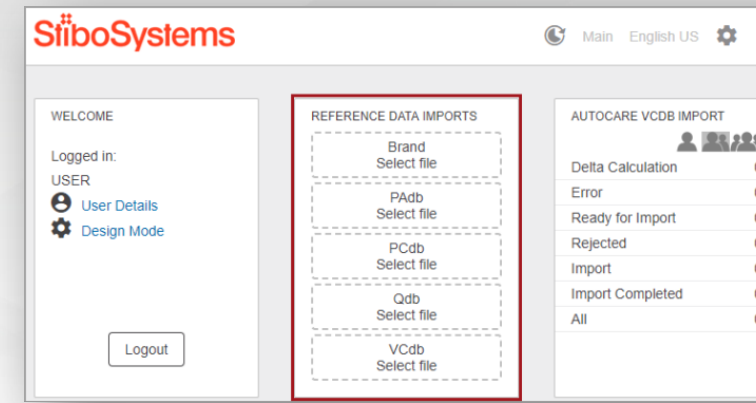 StiboSystems
Main English US
WELCOME
Logged in:
USER
User Details
Design Mode
Logout
REFERENCE DATA IMPORTS
Brand
Select file
PAdb
Select file
PCdb
Select file
Qdb
Select file
VCdb
Select file
AUTOCARE VCDB IMPORT
Delta Calculation
Error
Ready for Import
Rejected
Import
Import Completed
All